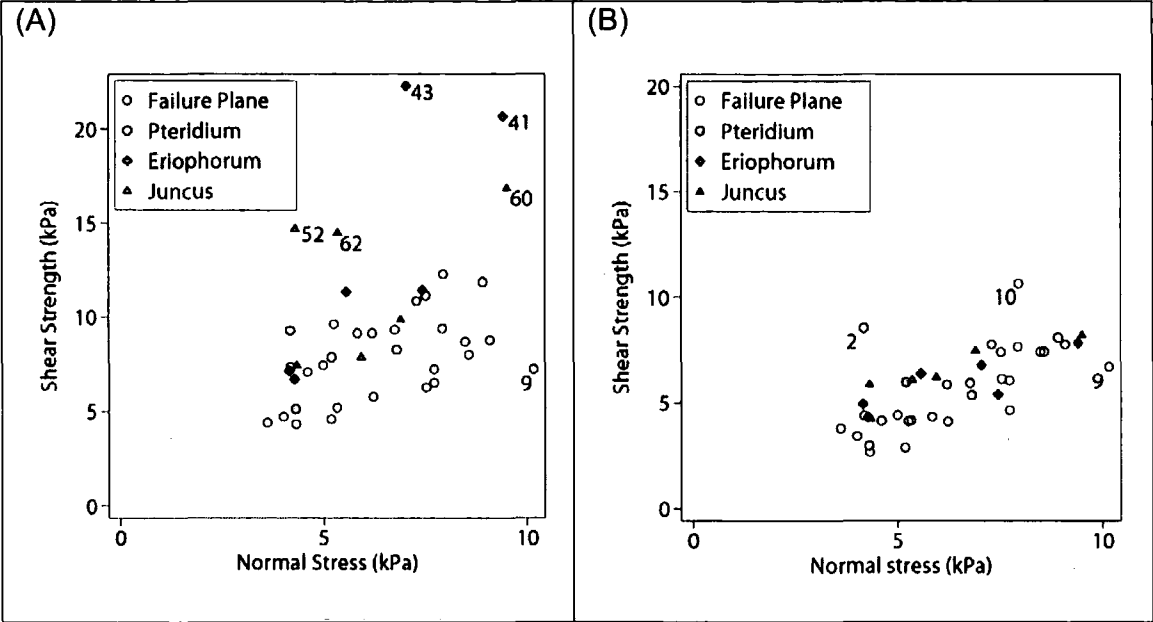 (A)
Failure Plane
Pteridium
Eriophorum
Juncus
43
41
60
52
62
9
20
15
10
5
0
0 5 10
Shear Strength (kPa)
Normal Stress (kPa)
(B)
Failure Plane
Pteridium
Eriophorum
Juncus
10
2
9
20
15
10
5
0
0 5 10
Shear Strength (kPa)
Normal stress (kPa)